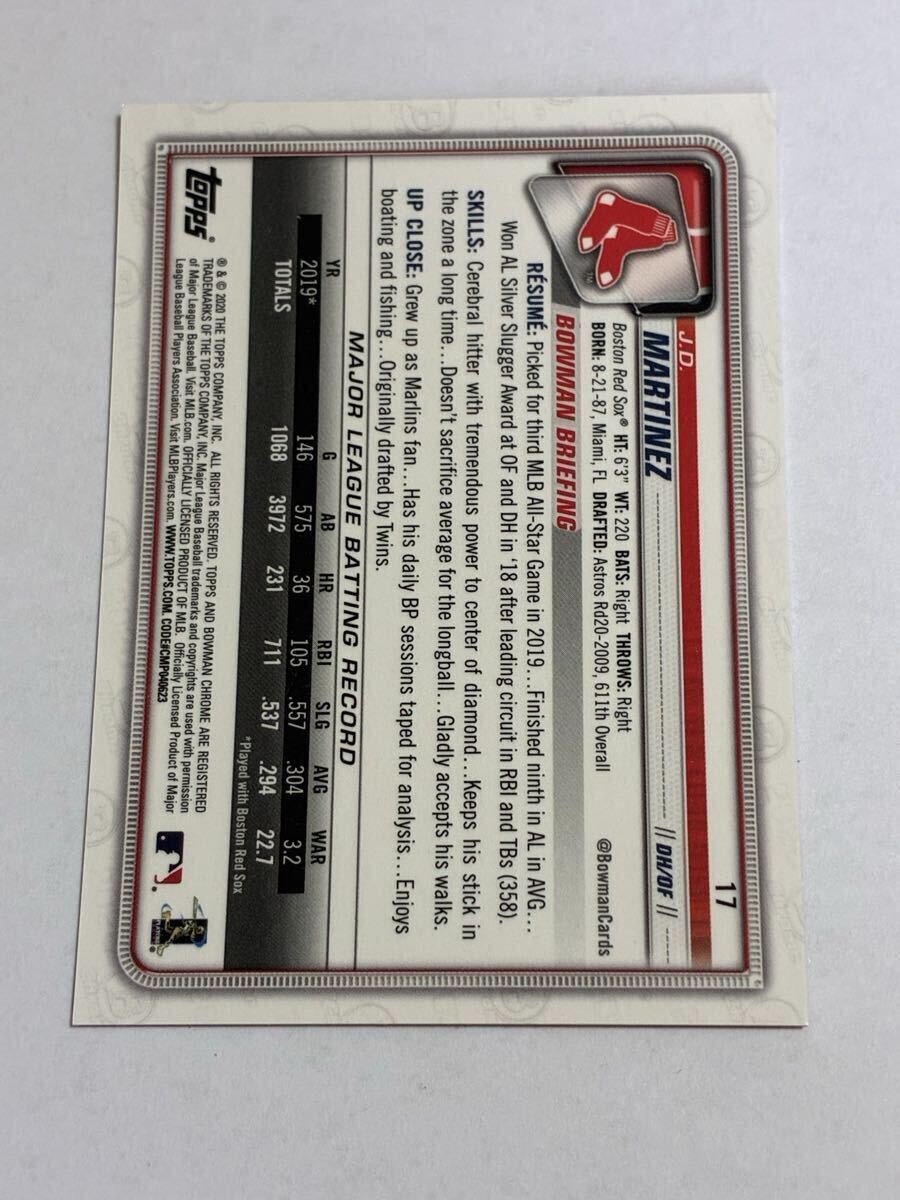 17
J.D.
MARTINEZ || DH/OF ||
Boston Red Sox® HT: 6'3" WT: 220 BATS: Right THROWS: Right
BORN: 8-21-87, Miami, FL DRAFTED: Astros Rd20-2009, 611th Overall
@BowmanCards
BOWMAN BRIEFING
RÉSUMÉ: Picked for third MLB All-Star Game in 2019...Finished ninth in AL in AVG...
Won AL Silver Slugger Award at OF and DH in '18 after leading circuit in RBI and TBs (358).
SKILLS: Cerebral hitter with tremendous power to center of diamond...Keeps his stick in
the zone a long time...Doesn't sacrifice average for the longball...Gladly accepts his walks.
UP CLOSE: Grew up as Marlins fan...Has his daily BP sessions taped for analysis...Enjoys
boating and fishing...Originally drafted by Twins.
MAJOR LEAGUE BATTING RECORD
YR G AB HR RBI SLG AVG WAR
2019* 146 575 36 105 .557 .304 3.2
TOTALS 1068 3972 231 711 .537 .294 22.7
*Played with Boston Red Sox
topps®
® & © 2020 THE TOPPS COMPANY, INC. ALL RIGHTS RESERVED. TOPPS AND BOWMAN CHROME ARE REGISTERED
TRADEMARKS OF THE TOPPS COMPANY, INC. Major League Baseball trademarks and copyrights are used with permission
of Major League Baseball. Visit MLB.com. OFFICIALLY LICENSED PRODUCT OF MLB. Officially Licensed Product of Major
League Baseball Players Association. Visit MLBPlayers.com. WWW.TOPPS.COM. CODE#CMP040623